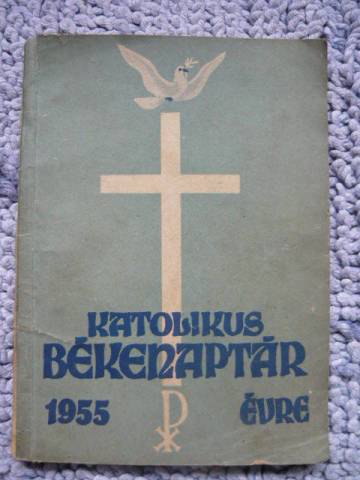 KATOLIKUS
BÉKENAPTÁR
1955 ÉVRE